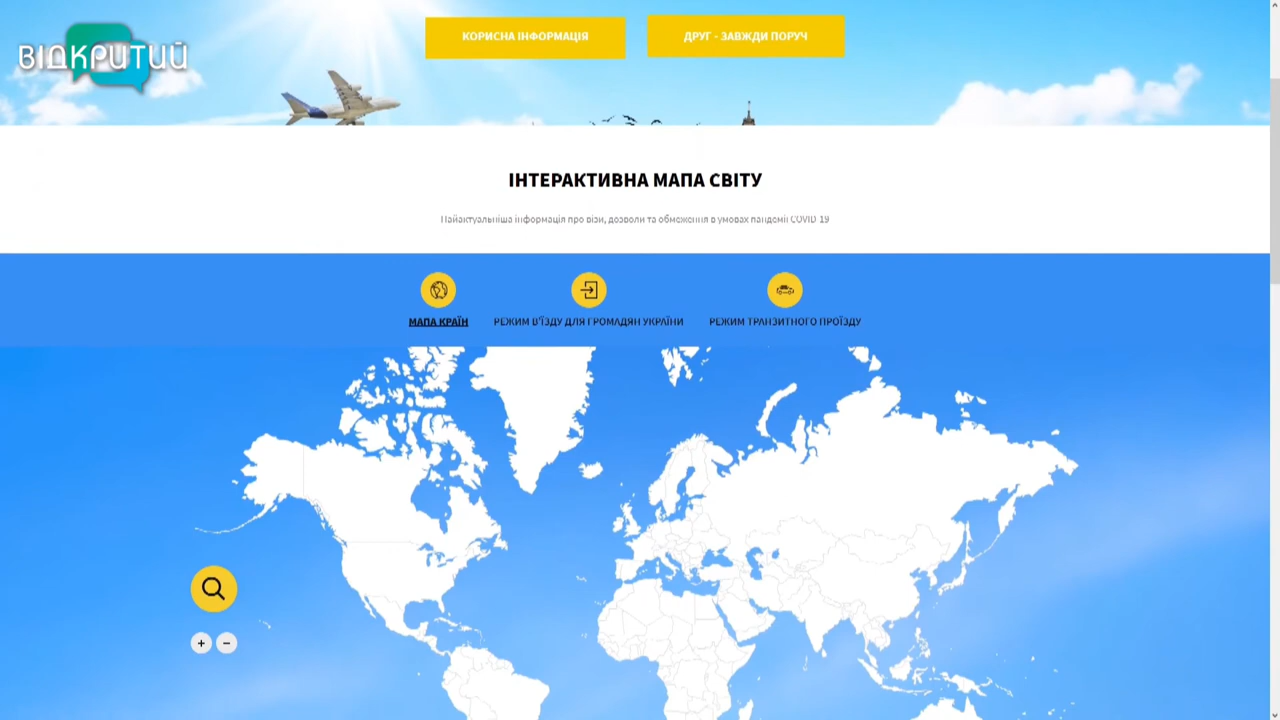 ВІДКРИТИЙ
КОРИСНА ІНФОРМАЦІЯ
ДРУГ - ЗАВЖДИ ПОРУЧ
ІНТЕРАКТИВНА МАПА СВІТУ
Найактуальніша інформація про візи, дозволи та обмеження в умовах пандемії COVID-19
МАПА КРАЇН
РЕЖИМ В'ЇЗДУ ДЛЯ ГРОМАДЯН УКРАЇНИ
РЕЖИМ ТРАНЗИТНОГО ПРОЇЗДУ